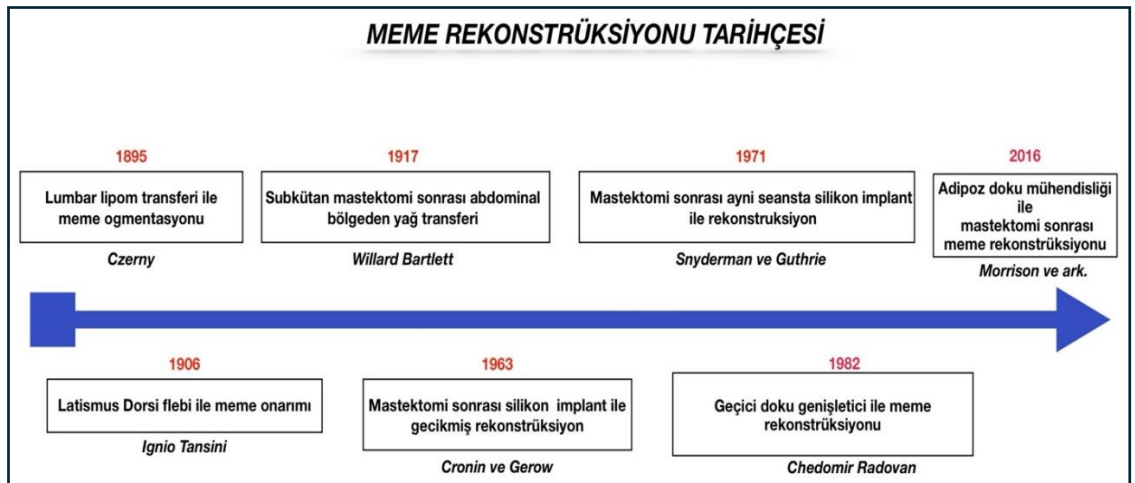 MEME REKONSTRÜKSİYONU TARİHÇESİ
1895
Lumbar lipom transferi ile
meme ogmentasyonu
Czerny
1917
Subkütan mastektomi sonrası abdominal
bölgeden yağ transferi
Willard Bartlett
1971
Mastektomi sonrası ayni seansta silikon implant
ile rekonstruksiyon
Snyderman ve Guthrie
2016
Adipoz doku mühendisliği
ile
mastektomi sonrası
meme rekonstrüksiyonu
Morrison ve ark.
1906
Latismus Dorsi flebi ile meme onarımı
Ignio Tansini
1963
Mastektomi sonrası silikon implant ile
gecikmiş rekonstrüksiyon
Cronin ve Gerow
1982
Geçici doku genişletici ile meme
rekonstrüksiyonu
Chedomir Radovan